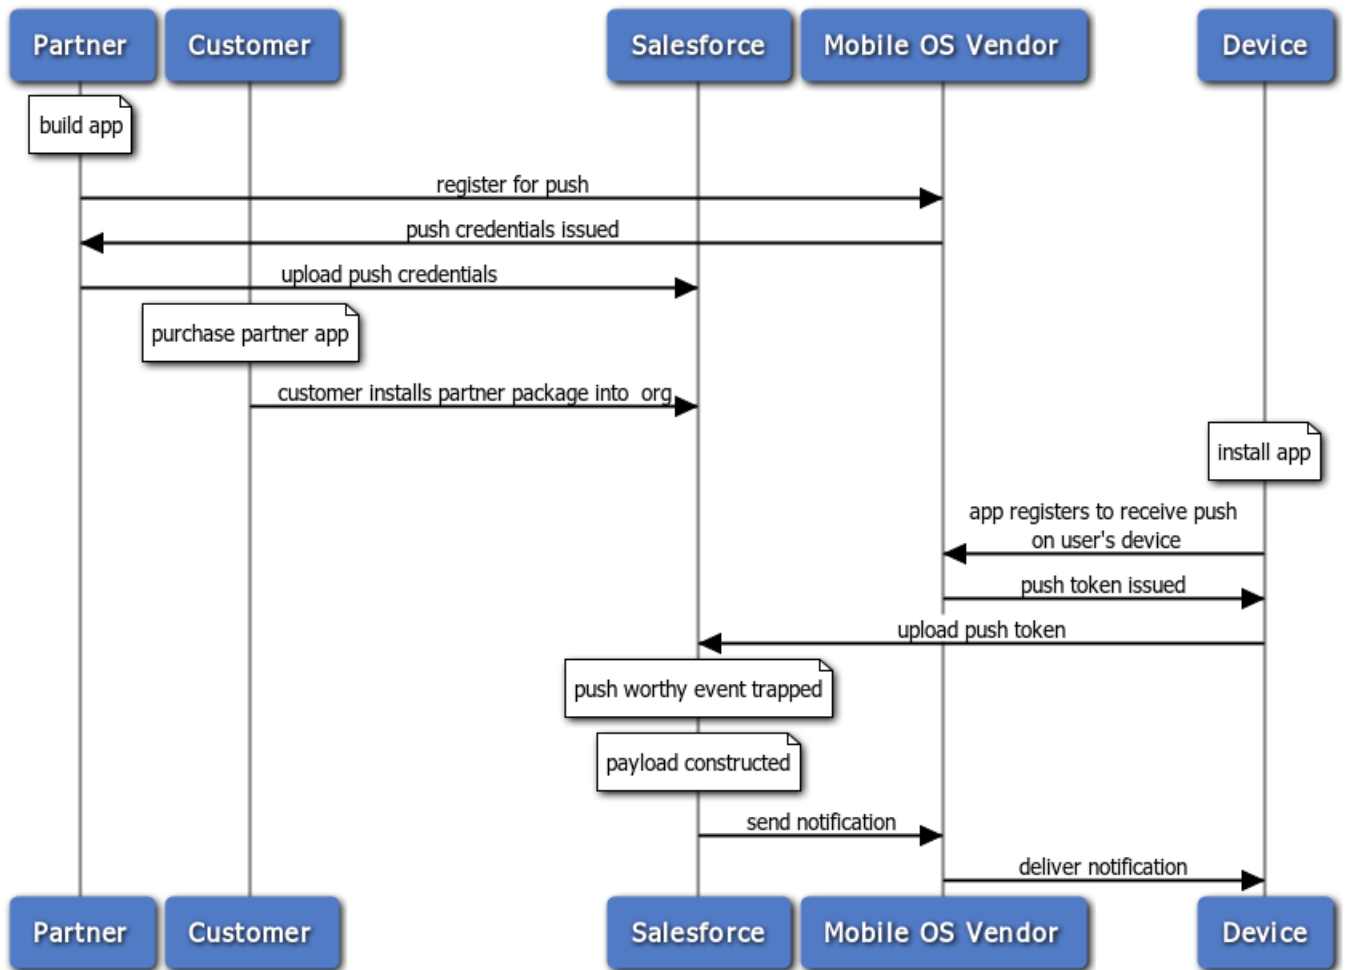 Partner Customer Salesforce Mobile OS Vendor Device
build app
register for push
push credentials issued
upload push credentials
purchase partner app
customer installs partner package into  org
install app
app registers to receive push
on user's device
push token issued
upload push token
push worthy event trapped
payload constructed
send notification
deliver notification
Partner Customer Salesforce Mobile OS Vendor Device